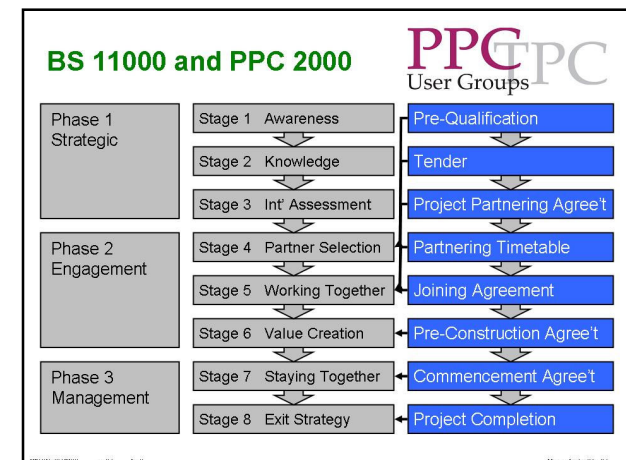 BS 11000 and PPC 2000
PPC TPC
User Groups
Phase 1
Strategic
Phase 2
Engagement
Phase 3
Management
Stage 1 Awareness
Stage 2 Knowledge
Stage 3 Int' Assessment
Stage 4 Partner Selection
Stage 5 Working Together
Stage 6 Value Creation
Stage 7 Staying Together
Stage 8 Exit Strategy
Pre-Qualification
Tender
Project Partnering Agree't
Partnering Timetable
Joining Agreement
Pre-Construction Agree't
Commencement Agree't
Project Completion